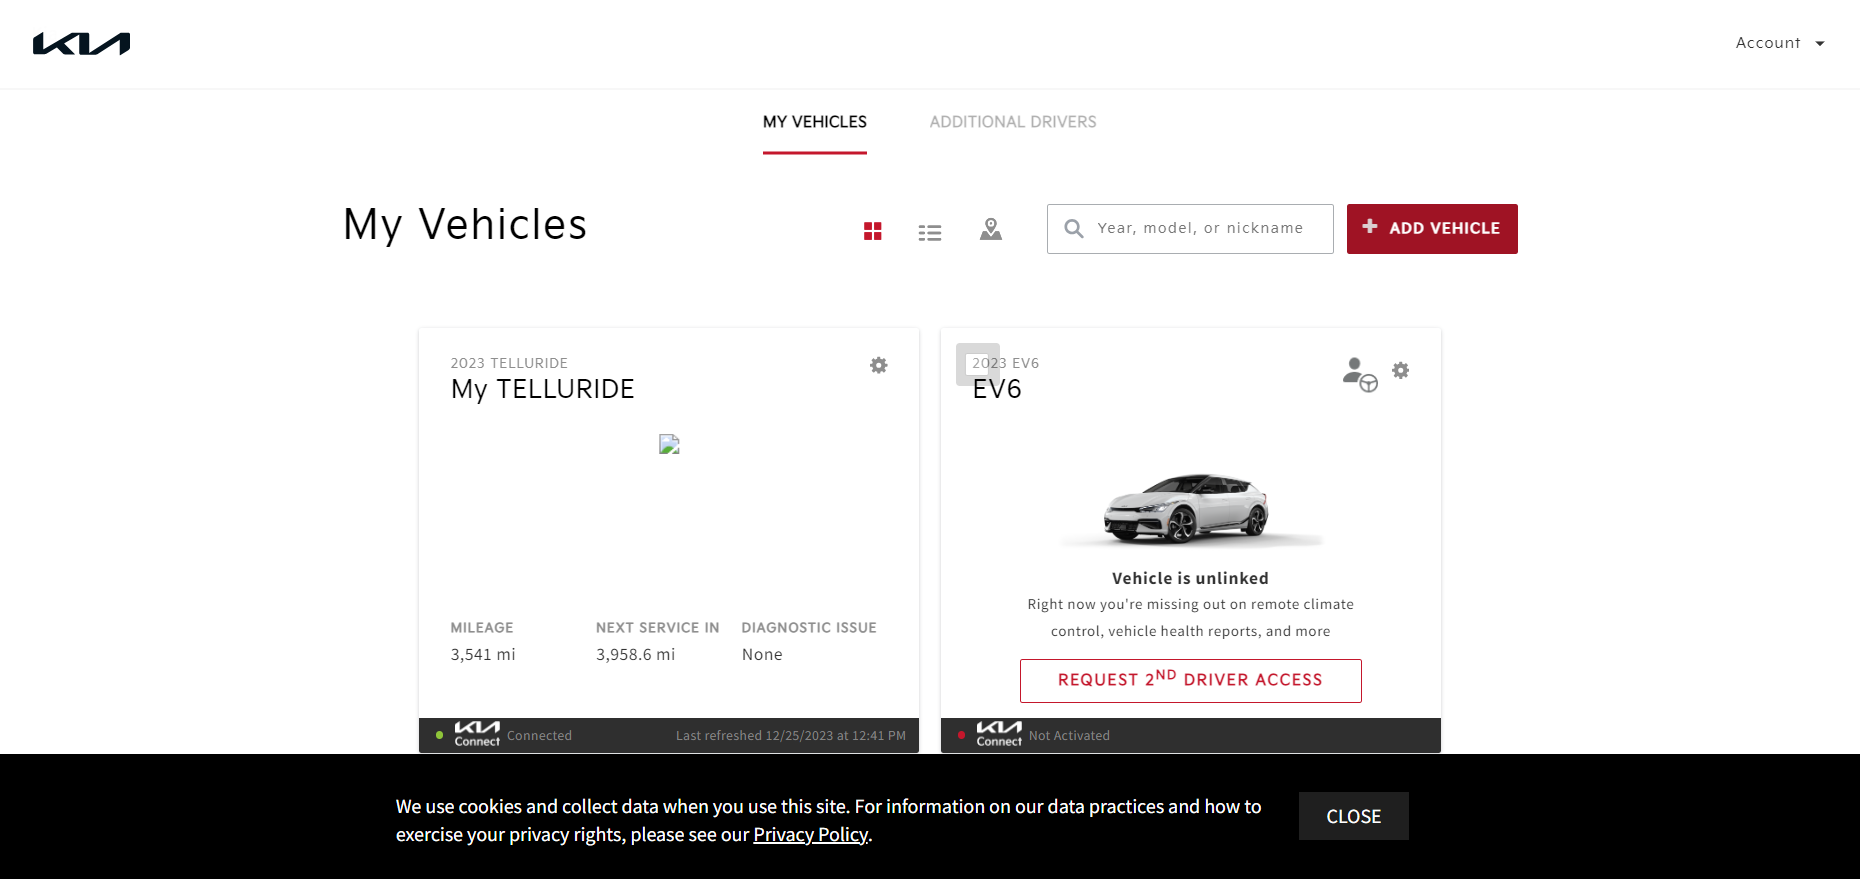 KIA
Account
MY VEHICLES
ADDITIONAL DRIVERS
My Vehicles
Year, model, or nickname
ADD VEHICLE
2023 TELLURIDE
My TELLURIDE
MILEAGE
NEXT SERVICE IN
DIAGNOSTIC ISSUE
3,541 mi
3,958.6 mi
None
KIA
Connect
Connected
Last refreshed 12/25/2023 at 12:41 PM
2023 EV6
EV6
Vehicle is unlinked
Right now you're missing out on remote climate
control, vehicle health reports, and more
REQUEST 2ND DRIVER ACCESS
KIA
Connect
Not Activated
We use cookies and collect data when you use this site. For information on our data practices and how to
exercise your privacy rights, please see our Privacy Policy.
CLOSE